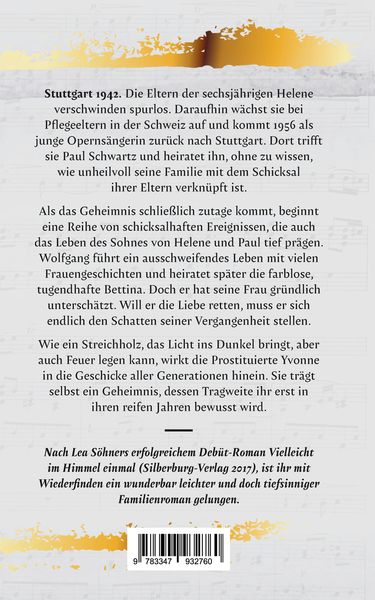 Stuttgart 1942. Die Eltern der sechsjährigen Helene
verschwinden spurlos. Daraufhin wächst sie bei
Pflegeeltern in der Schweiz auf und kommt 1956 als
junge Opernsängerin zurück nach Stuttgart. Dort trifft
sie Paul Schwartz und heiratet ihn, ohne zu wissen,
wie unheilvoll seine Familie mit dem Schicksal
ihrer Eltern verknüpft ist.
Als das Geheimnis schließlich zutage kommt, beginnt
eine Reihe von schicksalhaften Ereignissen, die auch
das Leben des Sohnes von Helene und Paul tief prägen.
Wolfgang führt ein ausschweifendes Leben mit vielen
Frauengeschichten und heiratet später die farblose,
tugendhafte Bettina. Doch er hat seine Frau gründlich
unterschätzt. Will er die Liebe retten, muss er sich
endlich den Schatten seiner Vergangenheit stellen.
Wie ein Streichholz, das Licht ins Dunkel bringt, aber
auch Feuer legen kann, wirkt die Prostituierte Yvonne
in die Geschicke aller Generationen hinein. Sie trägt
selbst ein Geheimnis, dessen Tragweite ihr erst in
ihren reifen Jahren bewusst wird.
Nach Lea Söhners erfolgreichem Debüt-Roman Vielleicht
im Himmel einmal (Silberburg-Verlag 2017), ist ihr mit
Wiederfinden ein wunderbar leichter und doch tiefsinniger
Familienroman gelungen.
9 783347 932760